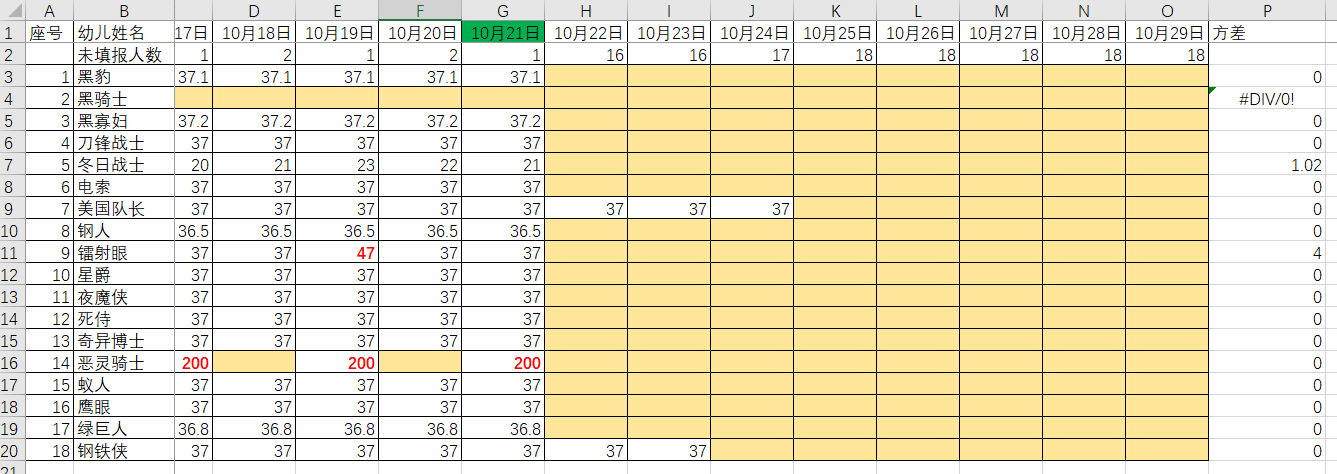 A B D E F G H I J K L M N O P
1 座号 幼儿姓名 17日 10月18日 10月19日 10月20日 10月21日 10月22日 10月23日 10月24日 10月25日 10月26日 10月27日 10月28日 10月29日 方差
2 未填报人数 1 2 1 2 1 16 16 17 18 18 18 18 18
3 1 黑豹 37.1 37.1 37.1 37.1 37.1 0
4 2 黑骑士 #DIV/0!
5 3 黑寡妇 37.2 37.2 37.2 37.2 37.2 0
6 4 刀锋战士 37 37 37 37 37 0
7 5 冬日战士 20 21 23 22 21 1.02
8 6 电索 37 37 37 37 37 0
9 7 美国队长 37 37 37 37 37 37 37 37 0
10 8 钢人 36.5 36.5 36.5 36.5 36.5 0
11 9 镭射眼 37 37 47 37 37 4
12 10 星爵 37 37 37 37 37 0
13 11 夜魔侠 37 37 37 37 37 0
14 12 死侍 37 37 37 37 37 0
15 13 奇异博士 37 37 37 37 37 0
16 14 恶灵骑士 200 200 200 0
17 15 蚁人 37 37 37 37 37 0
18 16 鹰眼 37 37 37 37 37 0
19 17 绿巨人 36.8 36.8 36.8 36.8 36.8 0
20 18 钢铁侠 37 37 37 37 37 37 37 0
21